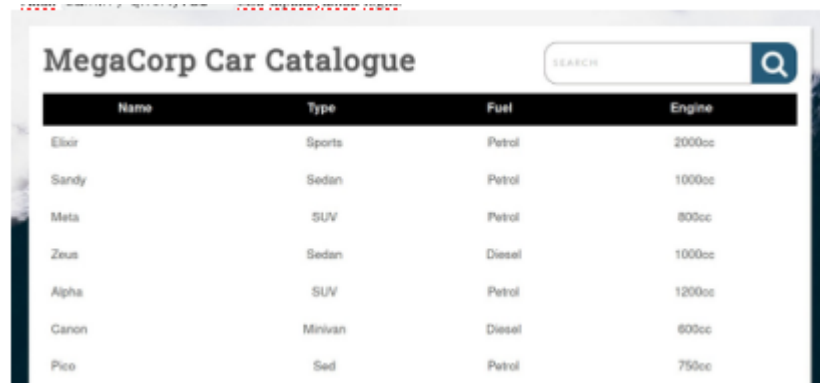 MegaCorp Car Catalogue
SEARCH
Name Type Fuel Engine
Elixir Sports Petrol 2000cc
Sandy Sedan Petrol 1000cc
Meta SUV Petrol 800cc
Zeus Sedan Diesel 1000cc
Alpha SUV Petrol 1200cc
Canon Minivan Diesel 600cc
Pico Sed Petrol 750cc